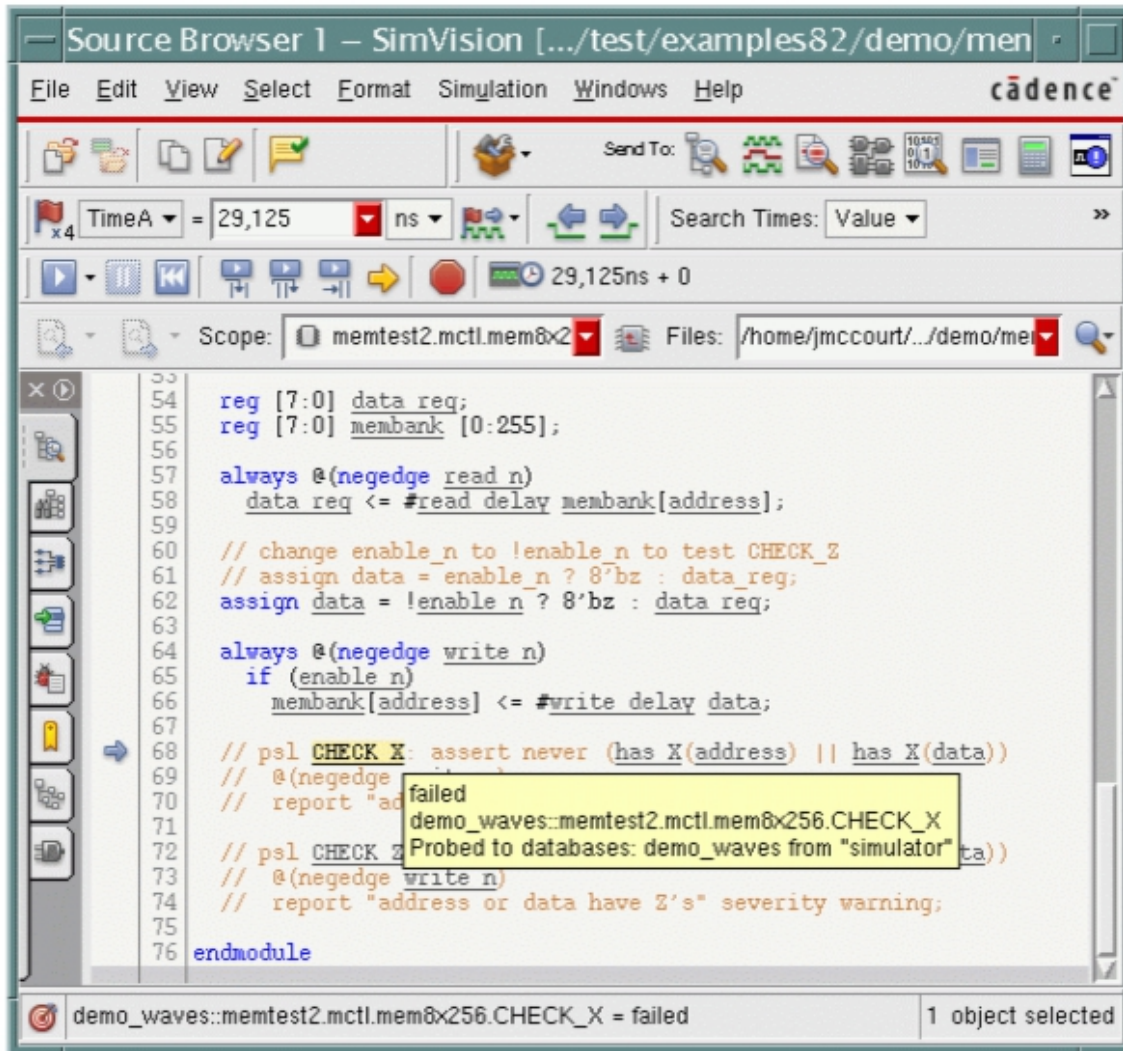 Source Browser 1 – SimVision [.../test/examples82/demo/men
File Edit View Select Format Simulation Windows Help cādence
Send To:
x4 TimeA = 29,125 ns Search Times: Value »
29,125ns + 0
Scope: memtest2.mctl.mem8x2 Files: /home/jmccourt/.../demo/mer
53
54 reg [7:0] data_req;
55 reg [7:0] membank [0:255];
56
57 always @(negedge read_n)
58 data_req <= #read_delay membank[address];
59
60 // change enable_n to !enable_n to test CHECK_Z
61 // assign data = enable_n ? 8'bz : data_reg;
62 assign data = !enable_n ? 8'bz : data_req;
63
64 always @(negedge write_n)
65 if (enable_n)
66 membank[address] <= #write_delay data;
67
68 // psl CHECK_X: assert never (has_X(address) || has_X(data))
69 // @(negedge
70 // report "ad
71
72 // psl CHECK_Z ta))
73 // @(negedge write_n)
74 // report "address or data have Z's" severity warning;
75
76 endmodule
failed
demo_waves::memtest2.mctl.mem8x256.CHECK_X
Probed to databases: demo_waves from "simulator"
demo_waves::memtest2.mctl.mem8x256.CHECK_X = failed 1 object selected